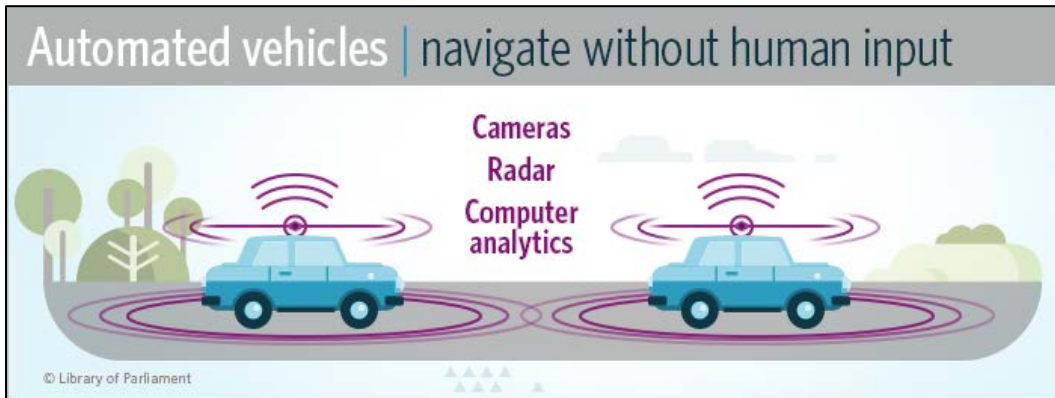 Automated vehicles | navigate without human input
Cameras
Radar
Computer
analytics
© Library of Parliament